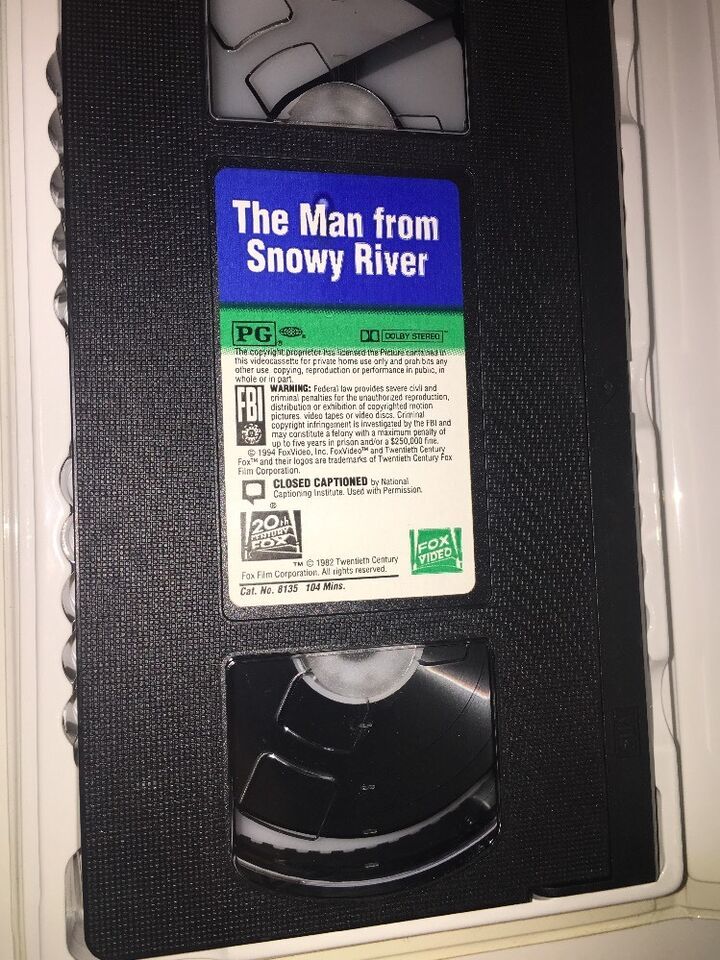 The Man from
Snowy River
PG ®
DOLBY STEREO ™
The copyright proprietor has licensed the Picture contained in
this videocassette for private home use only and prohibits any
other use, copying, reproduction or performance in public, in
whole or in part.
FBI
WARNING: Federal law provides severe civil and
criminal penalties for the unauthorized reproduction,
distribution or exhibition of copyrighted motion
pictures, video tapes or video discs. Criminal
copyright infringement is investigated by the FBI and
may constitute a felony with a maximum penalty of
up to five years in prison and/or a $250,000 fine.
© 1994 FoxVideo, Inc. FoxVideo™ and Twentieth Century
Fox™ and their logos are trademarks of Twentieth Century Fox
Film Corporation.
CLOSED CAPTIONED by National
Captioning Institute. Used with Permission.
®
20th
CENTURY
FOX
FOX
VIDEO
TM © 1982 Twentieth Century
Fox Film Corporation. All rights reserved.
Cat. No. 8135 104 Mins.